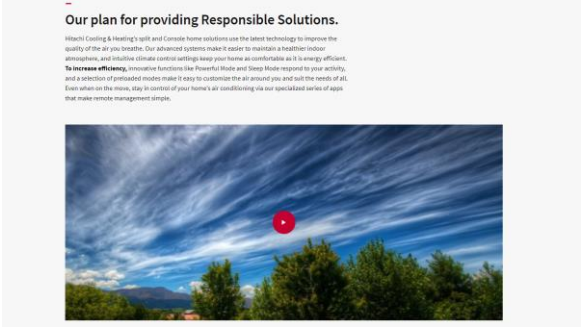 Our plan for providing Responsible Solutions.
Hitachi Cooling & Heating's split and Console home solutions use the latest technology to improve the
quality of the air you breathe. Our advanced systems make it easier to maintain a healthier indoor
atmosphere, and intuitive climate control settings keep your home as comfortable as it is energy efficient.
To increase efficiency, innovative functions like Powerful Mode and Sleep Mode respond to your activity,
and a selection of preloaded modes make it easy to customize the air around you and suit the needs of all.
Even when on the move, stay in control of your home's air conditioning via our specialized series of apps
that make remote management simple.